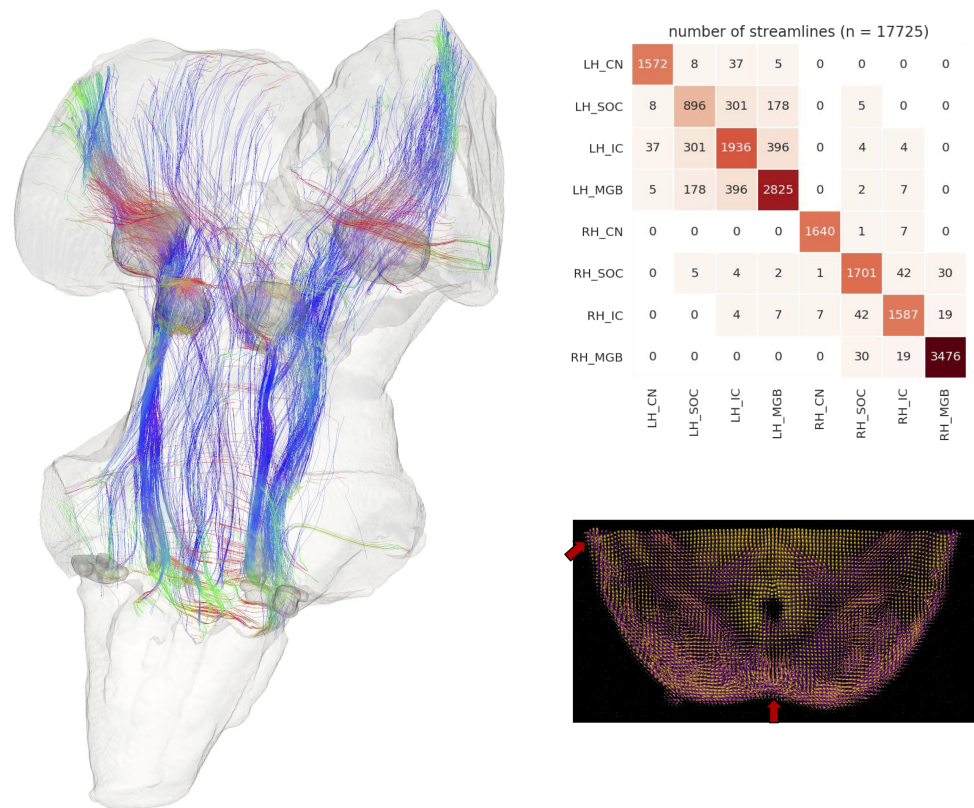 number of streamlines (n = 17725)
LH_CN 1572 8 37 5 0 0 0 0
LH_SOC 8 896 301 178 0 5 0 0
LH_IC 37 301 1936 396 0 4 4 0
LH_MGB 5 178 396 2825 0 2 7 0
RH_CN 0 0 0 0 1640 1 7 0
RH_SOC 0 5 4 2 1 1701 42 30
RH_IC 0 0 4 7 7 42 1587 19
RH_MGB 0 0 0 0 0 30 19 3476
LH_CN LH_SOC LH_IC LH_MGB RH_CN RH_SOC RH_IC RH_MGB